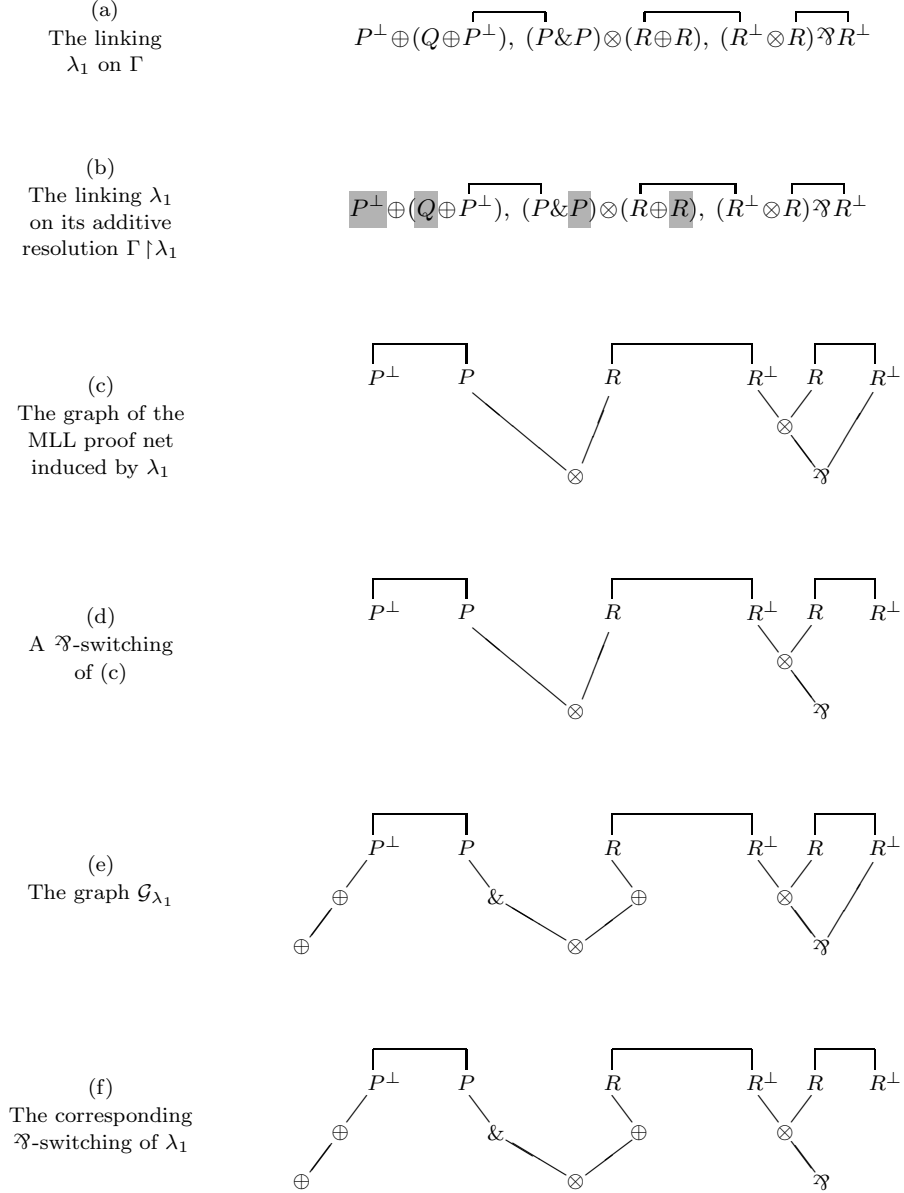 (a)
The linking
λ₁ on Γ
P⊥⊕(Q⊕P⊥), (P&P)⊗(R⊕R), (R⊥⊗R)⅋R⊥
(b)
The linking λ₁
on its additive
resolution Γ↾λ₁
P⊥⊕(Q⊕P⊥), (P&P)⊗(R⊕R), (R⊥⊗R)⅋R⊥
(c)
The graph of the
MLL proof net
induced by λ₁
P⊥ P R R⊥ R R⊥
⊗
⊗ ⅋
(d)
A ⅋-switching
of (c)
P⊥ P R R⊥ R R⊥
⊗
⊗ ⅋
(e)
The graph 𝒢λ₁
P⊥ P R R⊥ R R⊥
⊕ & ⊕ ⊗
⊕ ⊗ ⅋
(f)
The corresponding
⅋-switching of λ₁
P⊥ P R R⊥ R R⊥
⊕ & ⊕ ⊗
⊕ ⊗ ⅋